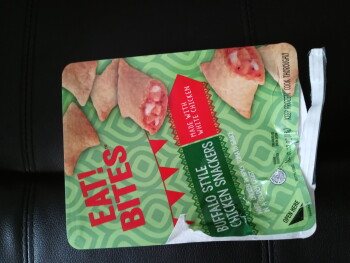 EAT!
BITES
MADE WITH
WHITE CHICKEN
BUFFALO STYLE
CHICKEN SNACKERS
OPEN HERE
KEEP FROZEN. COOK THOROUGHLY